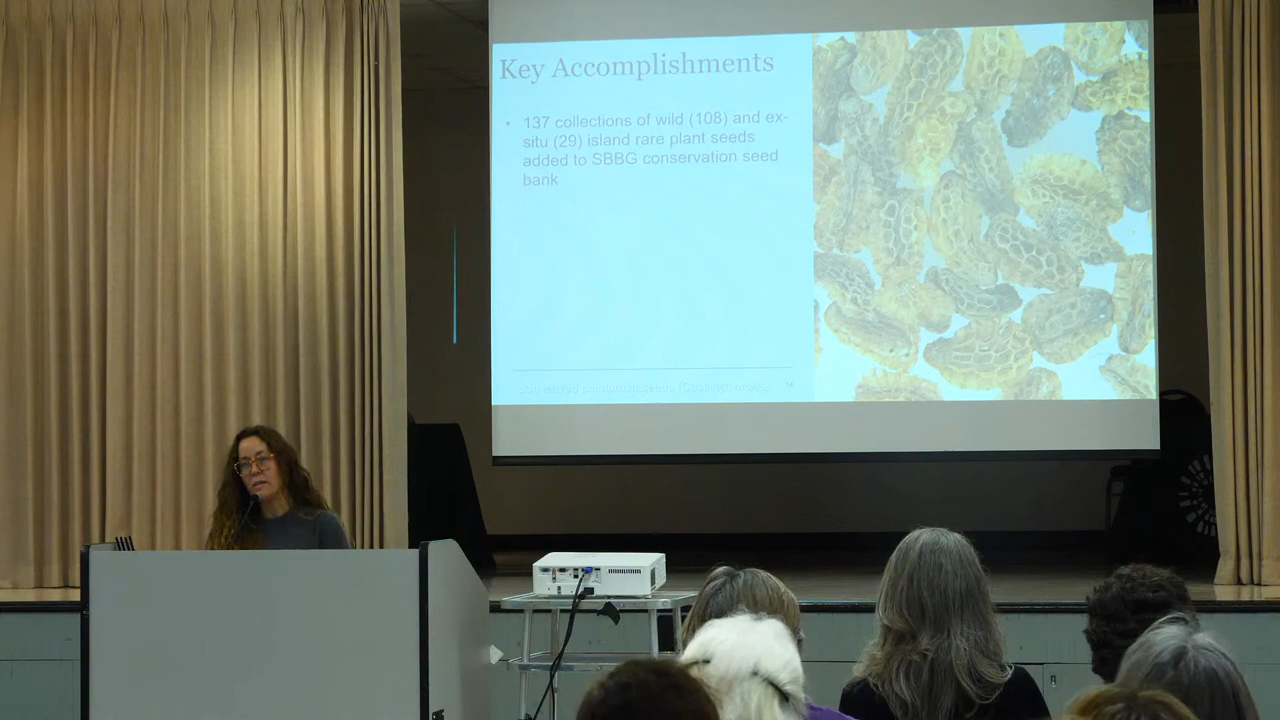 Key Accomplishments
• 137 collections of wild (108) and ex-
situ (29) island rare plant seeds
added to SBBG conservation seed
bank